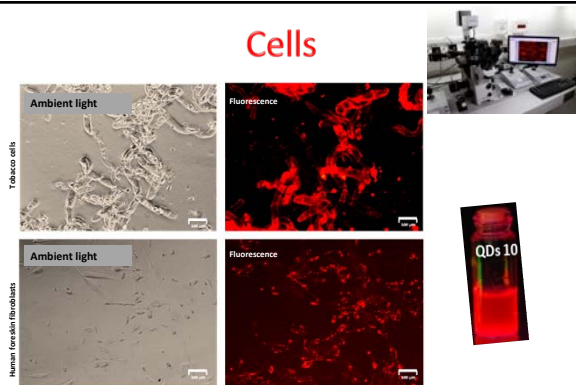 Cells
Ambient light
Fluorescence
Tobacco cells
Ambient light
Fluorescence
Human foreskin fibroblasts
QDs 10